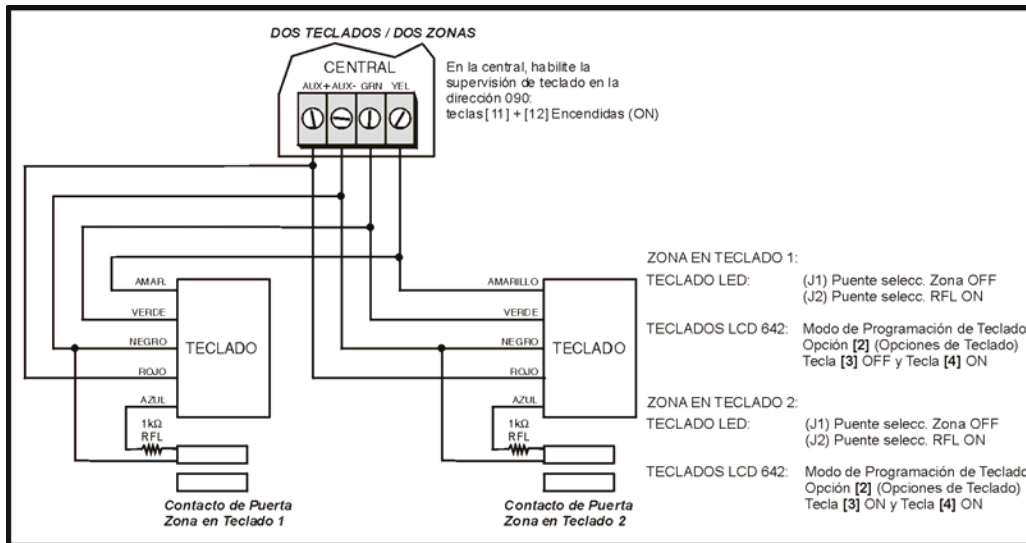 DOS TECLADOS / DOS ZONAS
CENTRAL
AUX+ AUX- GRN YEL
En la central, habilite la
supervisión de teclado en la
dirección 090:
teclas[ 11] + [12] Encendidas (ON)
AMAR.
VERDE
NEGRO
ROJO
AZUL
TECLADO
1kΩ
RFL
Contacto de Puerta
Zona en Teclado 1
AMARILLO
VERDE
NEGRO
ROJO
AZUL
TECLADO
1kΩ
RFL
Contacto de Puerta
Zona en Teclado 2
ZONA EN TECLADO 1:
TECLADO LED: (J1) Puente selecc. Zona OFF
(J2) Puente selecc. RFL ON
TECLADOS LCD 642: Modo de Programación de Teclado
Opción [2] (Opciones de Teclado)
Tecla [3] OFF y Tecla [4] ON
ZONA EN TECLADO 2:
TECLADO LED: (J1) Puente selecc. Zona OFF
(J2) Puente selecc. RFL ON
TECLADOS LCD 642: Modo de Programación de Teclado
Opción [2] (Opciones de Teclado)
Tecla [3] ON y Tecla [4] ON